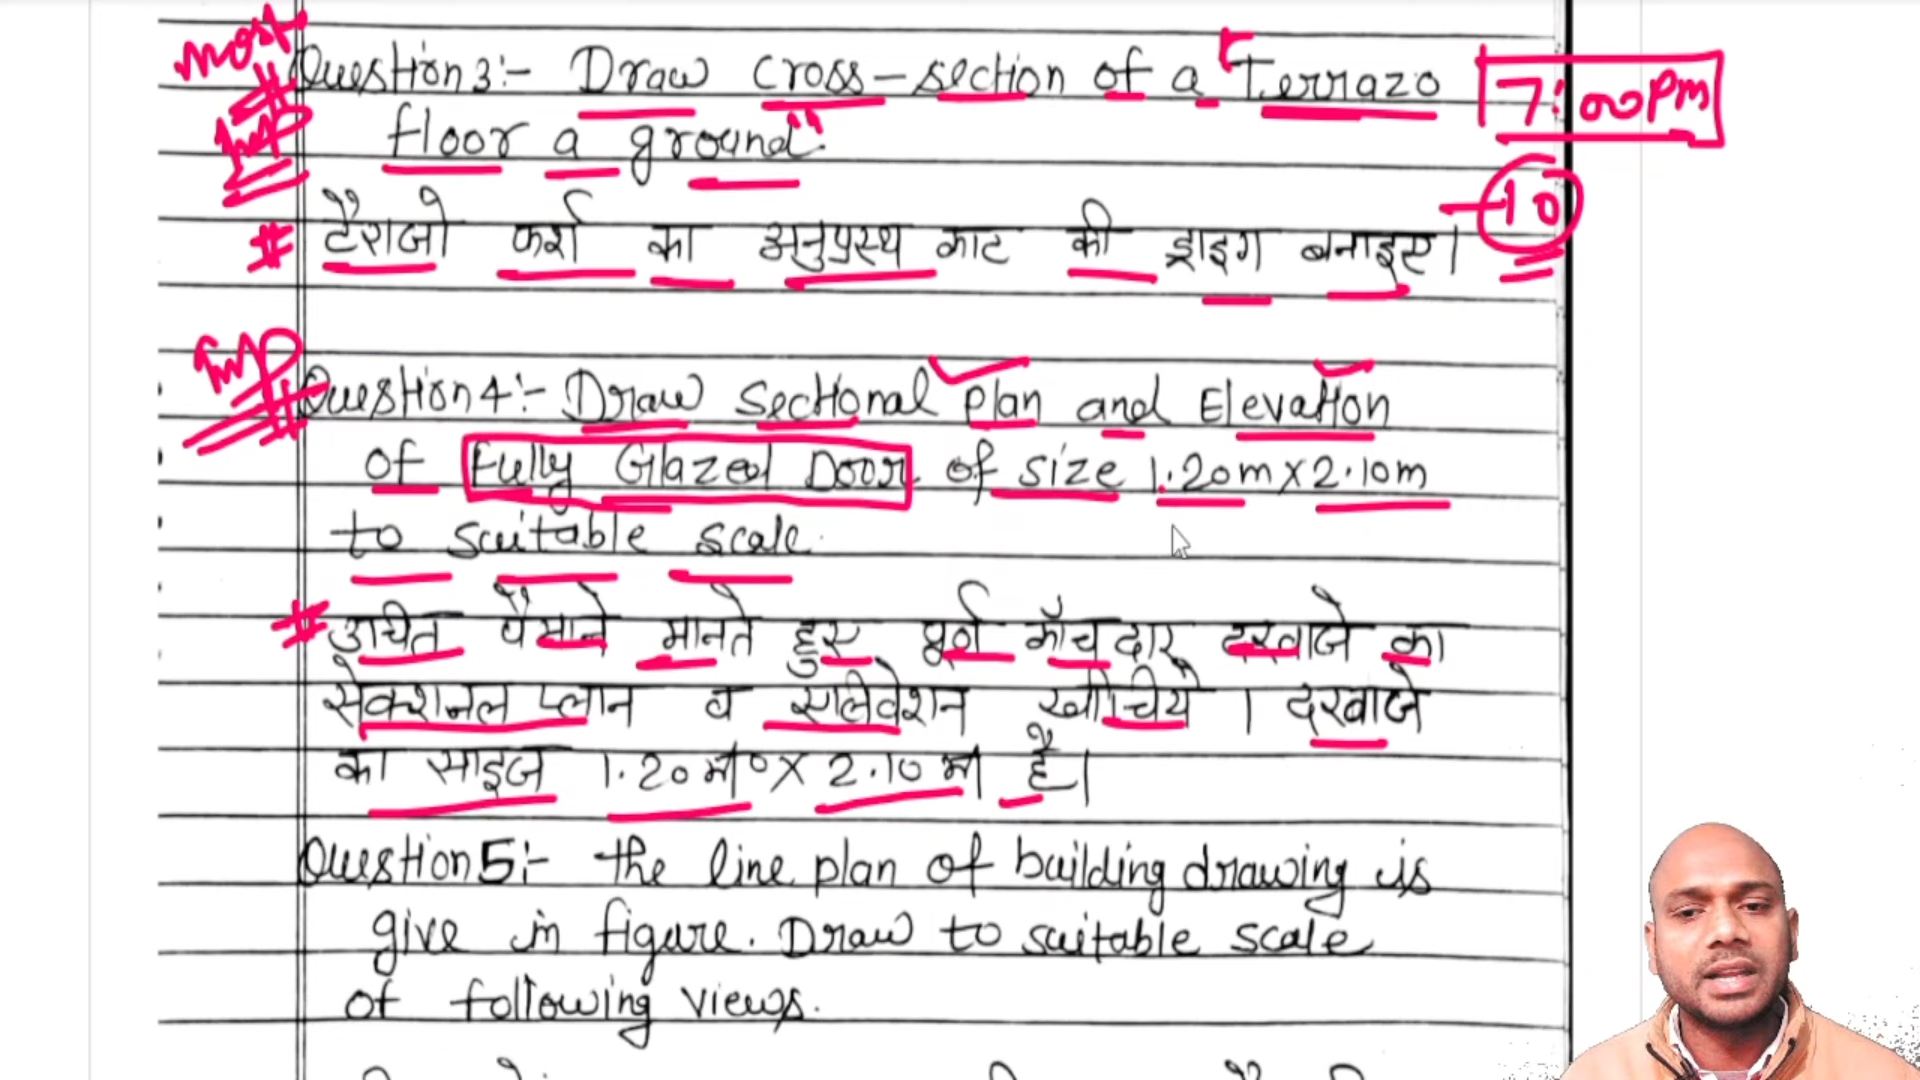 most
Question 3:- Draw cross-section of a Terrazo
7:00 PM
Imp
floor a ground.
10
टैराजो फर्श का अनुप्रस्थ काट की ड्राइंग बनाइए।
Imp
Question 4:- Draw sectional plan and Elevation
of Fully Glazed Door of size 1.20m x 2.10m
to suitable scale.
उचित पैमाने मानते हुए पूर्ण काँच दार दरवाजे का
सेक्शनल प्लान व एलिवेशन खीचिये । दरवाजे
का साइज 1.20 मी० x 2.10 मी है।
Question 5:- the line plan of building drawing is
give in figure. Draw to suitable scale
of following views.